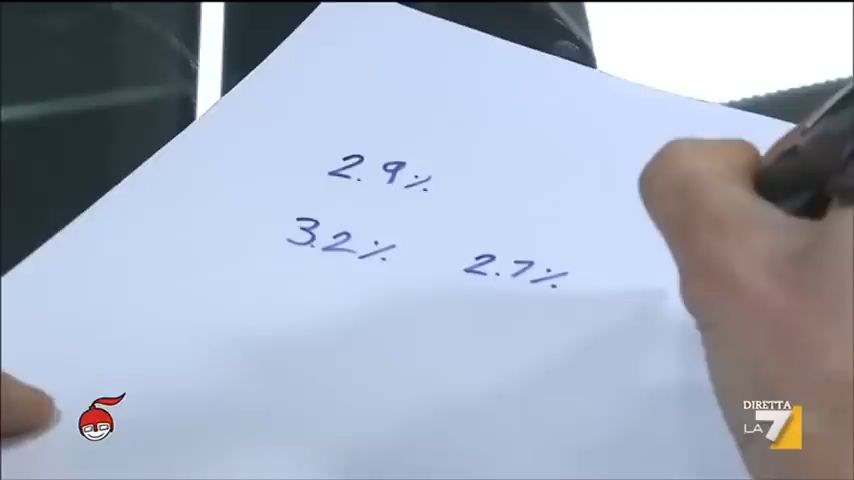 2.9%
3.2% 2.7%
DIRETTA
LA7